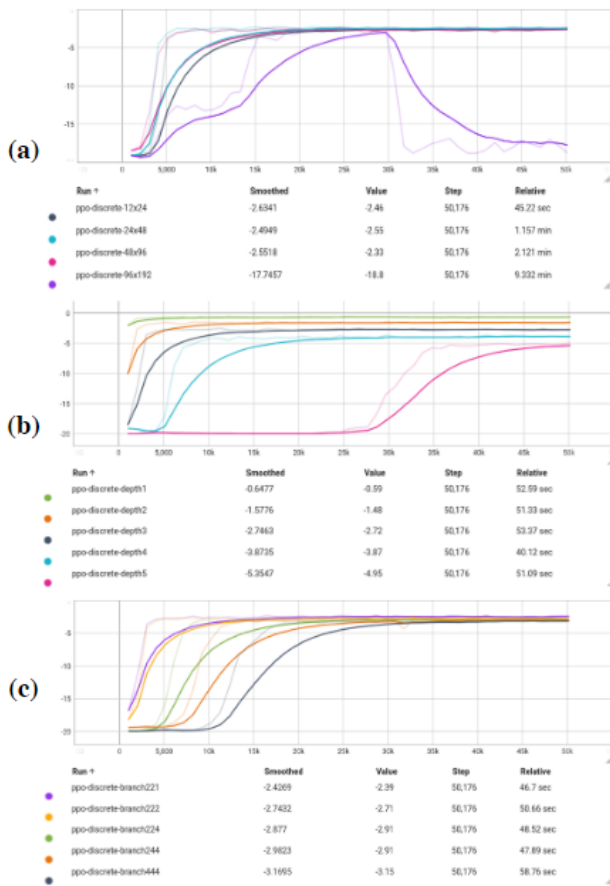 -5
-10
-15
(a)
0 5,000 10k 15k 20k 25k 30k 35k 40k 45k 50k
Run ↑ Smoothed Value Step Relative
ppo-discrete-12x24 -2.6341 -2.46 50,176 45.22 sec
ppo-discrete-24x48 -2.4949 -2.55 50,176 1.157 min
ppo-discrete-48x96 -2.5518 -2.33 50,176 2.121 min
ppo-discrete-96x192 -17.7457 -18.8 50,176 9.332 min
0
-5
-10
(b)
-15
-20
0 5,000 10k 15k 20k 25k 30k 35k 40k 45k 50k
Run ↑ Smoothed Value Step Relative
ppo-discrete-depth1 -0.6477 -0.59 50,176 52.59 sec
ppo-discrete-depth2 -1.5776 -1.48 50,176 51.33 sec
ppo-discrete-depth3 -2.7463 -2.72 50,176 53.37 sec
ppo-discrete-depth4 -3.8735 -3.87 50,176 40.12 sec
ppo-discrete-depth5 -5.3547 -4.95 50,176 51.09 sec
-5
-10
(c)
-15
-20
0 5,000 10k 15k 20k 25k 30k 35k 40k 45k 50k
Run ↑ Smoothed Value Step Relative
ppo-discrete-branch221 -2.4269 -2.39 50,176 46.7 sec
ppo-discrete-branch222 -2.7432 -2.71 50,176 50.66 sec
ppo-discrete-branch224 -2.877 -2.91 50,176 48.52 sec
ppo-discrete-branch244 -2.9823 -2.91 50,176 47.89 sec
ppo-discrete-branch444 -3.1695 -3.15 50,176 58.76 sec